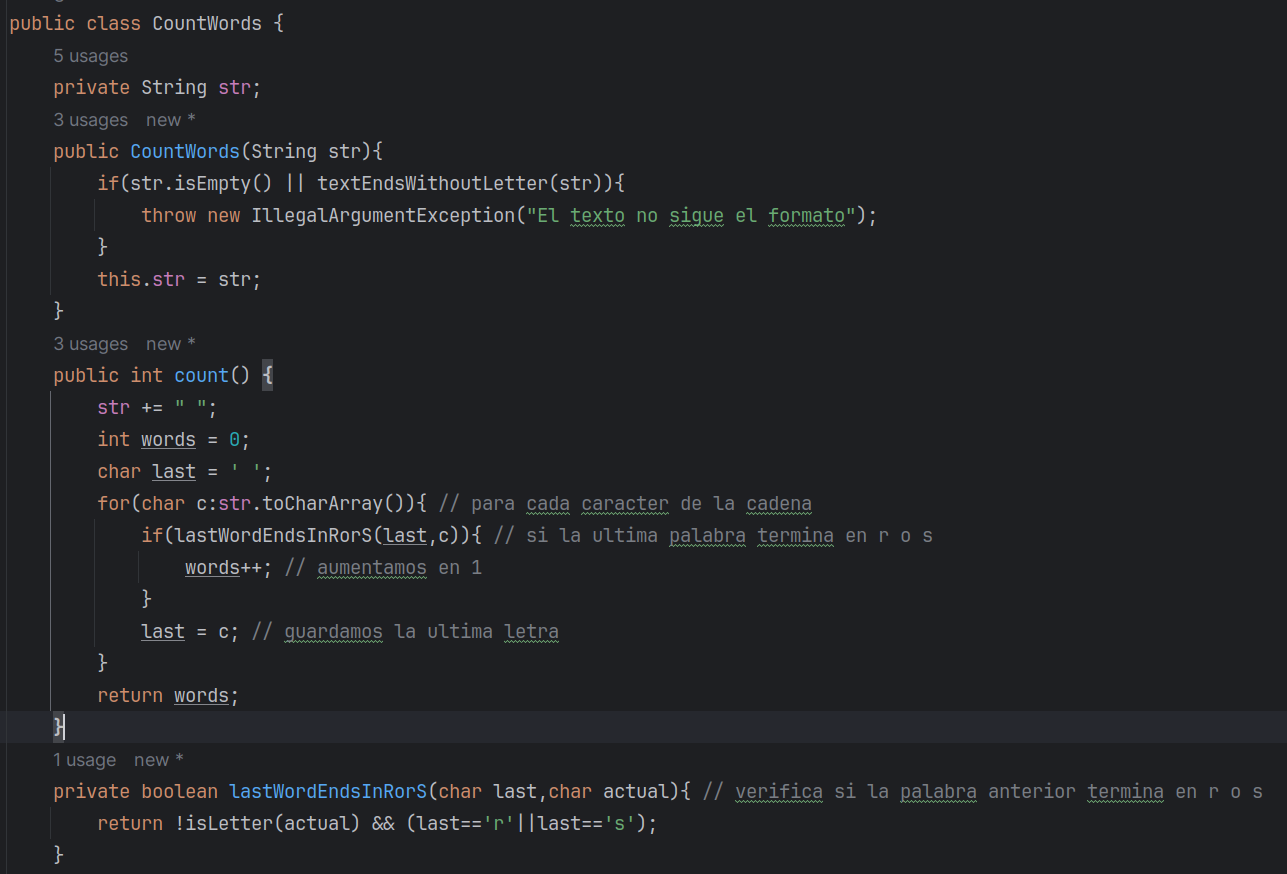 public class CountWords {
5 usages
private String str;
3 usages new *
public CountWords(String str){
if(str.isEmpty() || textEndsWithoutLetter(str)){
throw new IllegalArgumentException("El texto no sigue el formato");
}
this.str = str;
}
3 usages new *
public int count() {
str += " ";
int words = 0;
char last = ' ';
for(char c:str.toCharArray()){ // para cada caracter de la cadena
if(lastWordEndsInRorS(last,c)){ // si la ultima palabra termina en r o s
words++; // aumentamos en 1
}
last = c; // guardamos la ultima letra
}
return words;
}
1 usage new *
private boolean lastWordEndsInRorS(char last,char actual){ // verifica si la palabra anterior termina en r o s
return !isLetter(actual) && (last=='r'||last=='s');
}